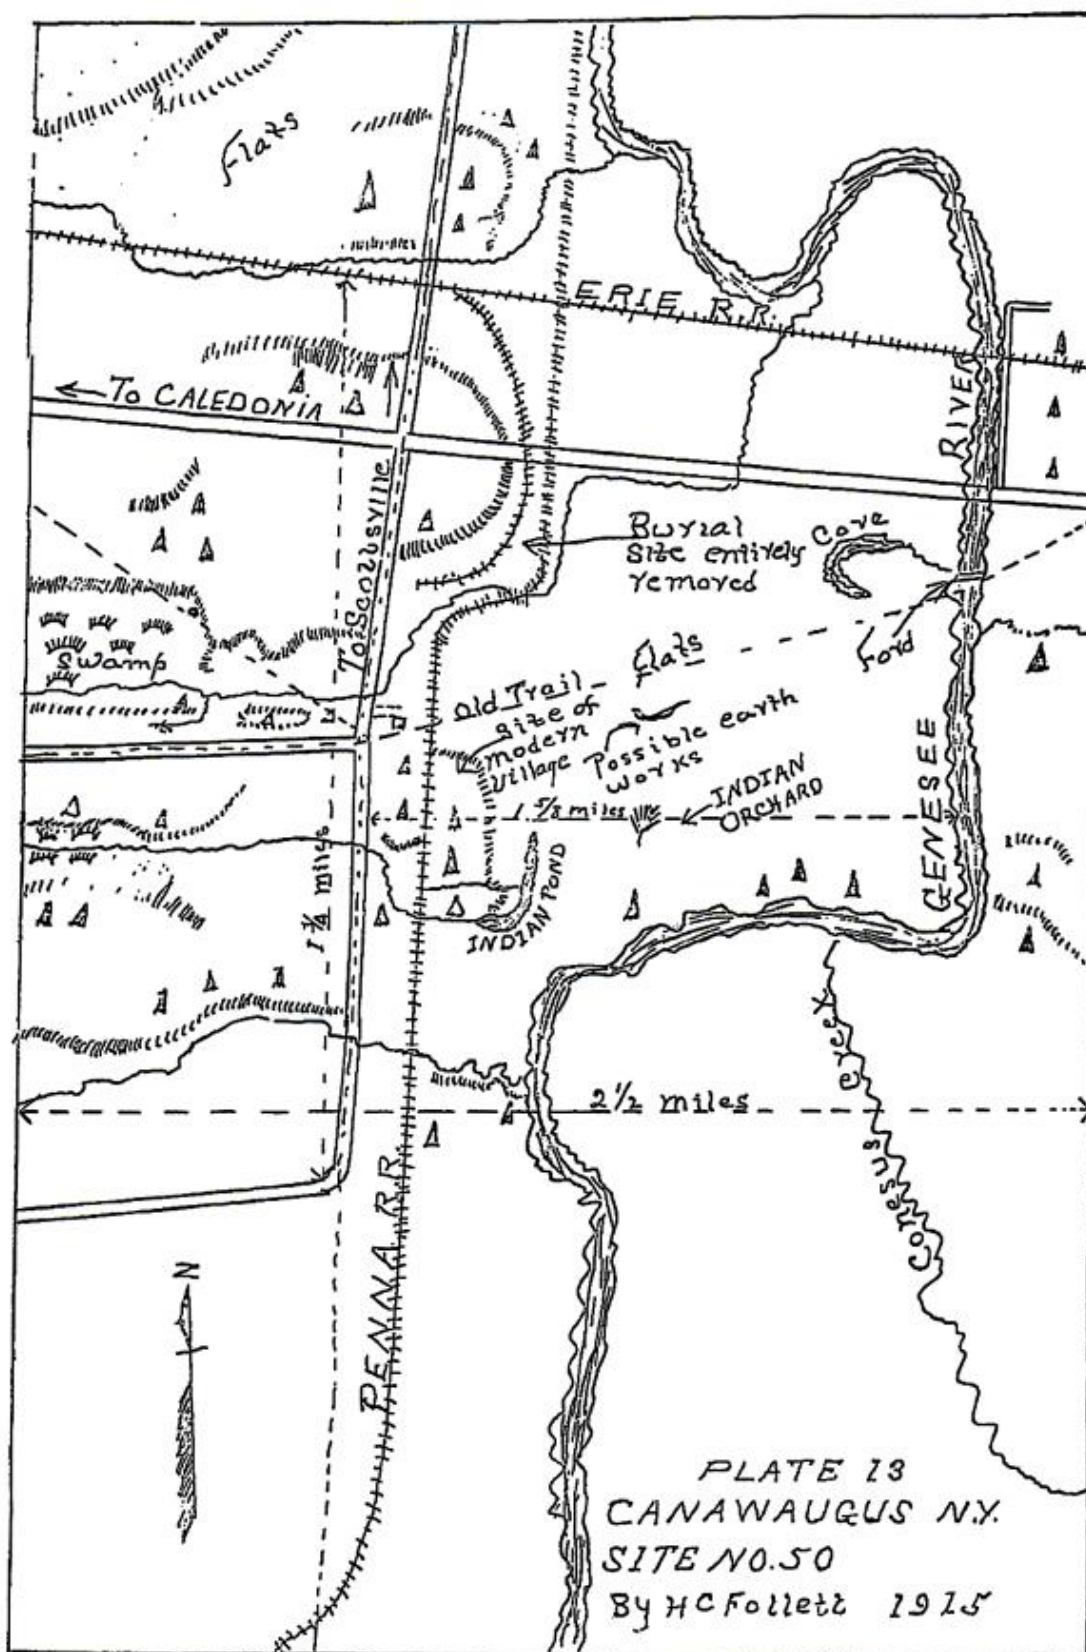 Flats
ERIE R.R.
To CALEDONIA
RIVER
To Scottsville
Burial
Site entirely
removed
Cove
Ford
Swamp
Flats
Old Trail
Site of
modern
Village
Possible earth
works
1 5/8 miles
INDIAN
ORCHARD
GENESEE
1 1/4 miles
INDIAN POND
Conesus creek
2 1/2 miles
N
PENNA R.R.
PLATE 13
CANAWAUGUS N.Y.
SITE NO. 50
By H C Follett 1915